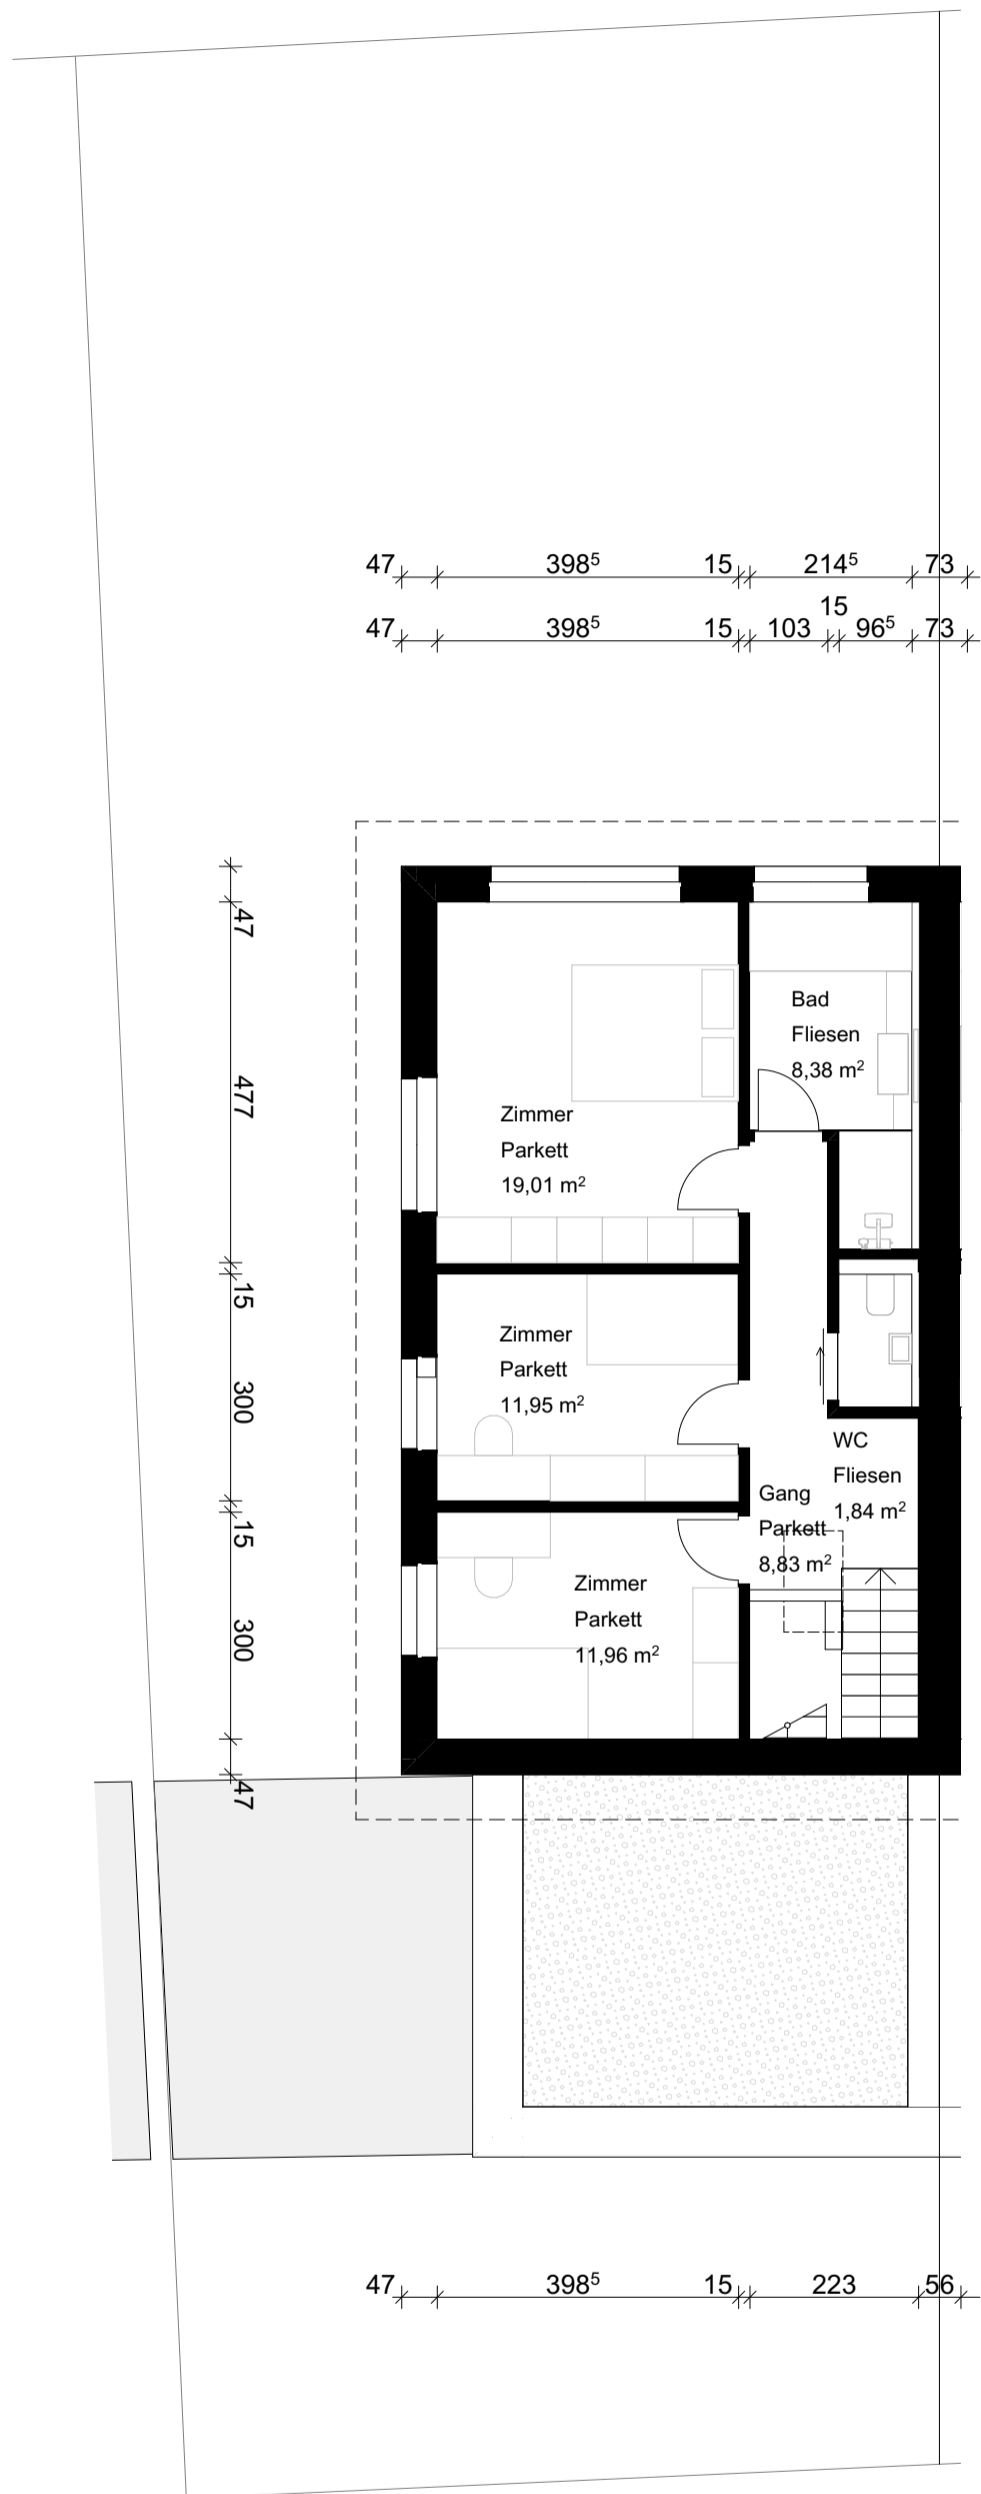 47 398⁵ 15 214⁵ 73
15
47 398⁵ 15 103 96⁵ 73
47
477
15
300
15
300
47
Bad
Fliesen
8,38 m²
Zimmer
Parkett
19,01 m²
Zimmer
Parkett
11,95 m²
WC
Fliesen
1,84 m²
Gang
Parkett
8,83 m²
Zimmer
Parkett
11,96 m²
47 398⁵ 15 223 56